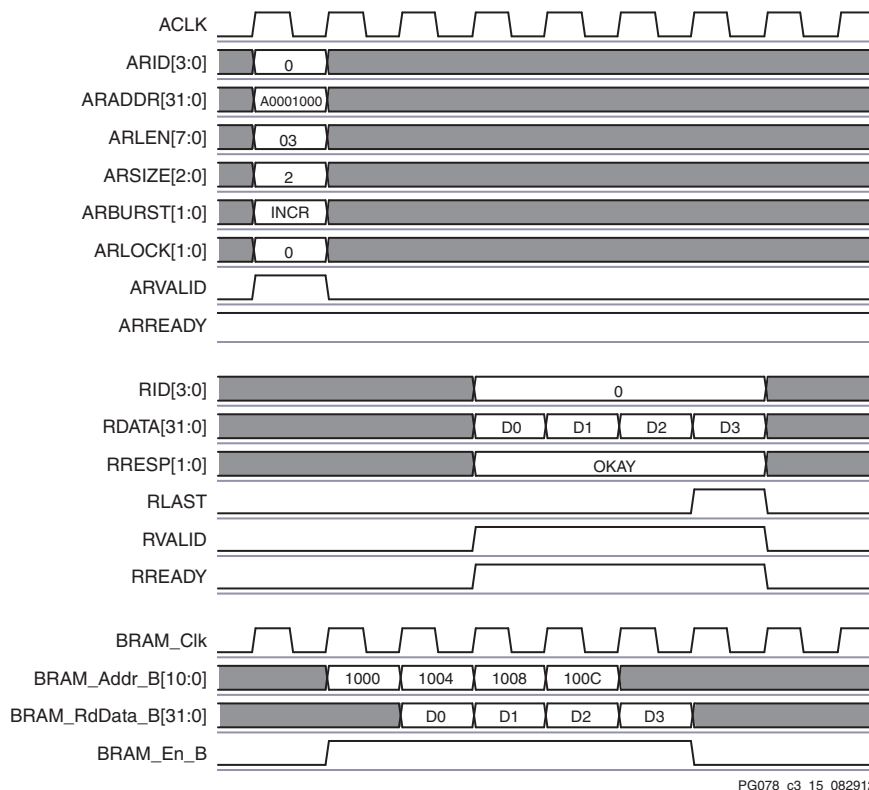 ACLK
ARID[3:0] 0
ARADDR[31:0] A0001000
ARLEN[7:0] 03
ARSIZE[2:0] 2
ARBURST[1:0] INCR
ARLOCK[1:0] 0
ARVALID
ARREADY
RID[3:0] 0
RDATA[31:0] D0 D1 D2 D3
RRESP[1:0] OKAY
RLAST
RVALID
RREADY
BRAM_Clk
BRAM_Addr_B[10:0] 1000 1004 1008 100C
BRAM_RdData_B[31:0] D0 D1 D2 D3
BRAM_En_B
PG078_c3_15_082912